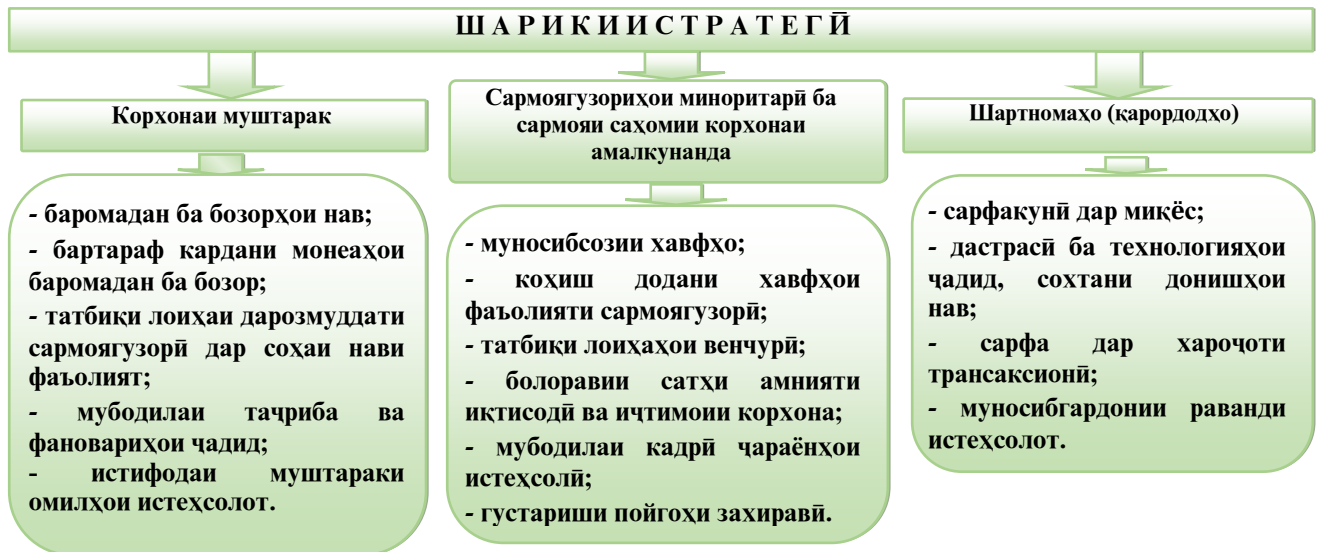 Ш А Р И К И И С Т Р А Т Е Г Ӣ
Корхонаи муштарак
- баромадан ба бозорҳои нав;
- бартараф кардани монеаҳои
баромадан ба бозор;
- татбиқи лоиҳаи дарозмуддати
сармоягузорӣ дар соҳаи нави
фаъолият;
- мубодилаи таҷриба ва
фановариҳои ҷадид;
- истифодаи муштараки
омилҳои истеҳсолот.
Сармоягузориҳои миноритарӣ ба
сармояи саҳомии корхонаи
амалкунанда
- муносибсозии хавфҳо;
- коҳиш додани хавфҳои
фаъолияти сармоягузорӣ;
- татбиқи лоиҳаҳои венчурӣ;
- болоравии сатҳи амнияти
иқтисодӣ ва иҷтимоии корхона;
- мубодилаи кадрӣ ҷараёнҳои
истеҳсолӣ;
- густариши пойгоҳи захиравӣ.
Шартномаҳо (қарордодҳо)
- сарфакунӣ дар миқёс;
- дастрасӣ ба технологияҳои
ҷадид, сохтани донишҳои
нав;
- сарфа дар хароҷоти
трансаксионӣ;
- муносибгардонии раванди
истеҳсолот.